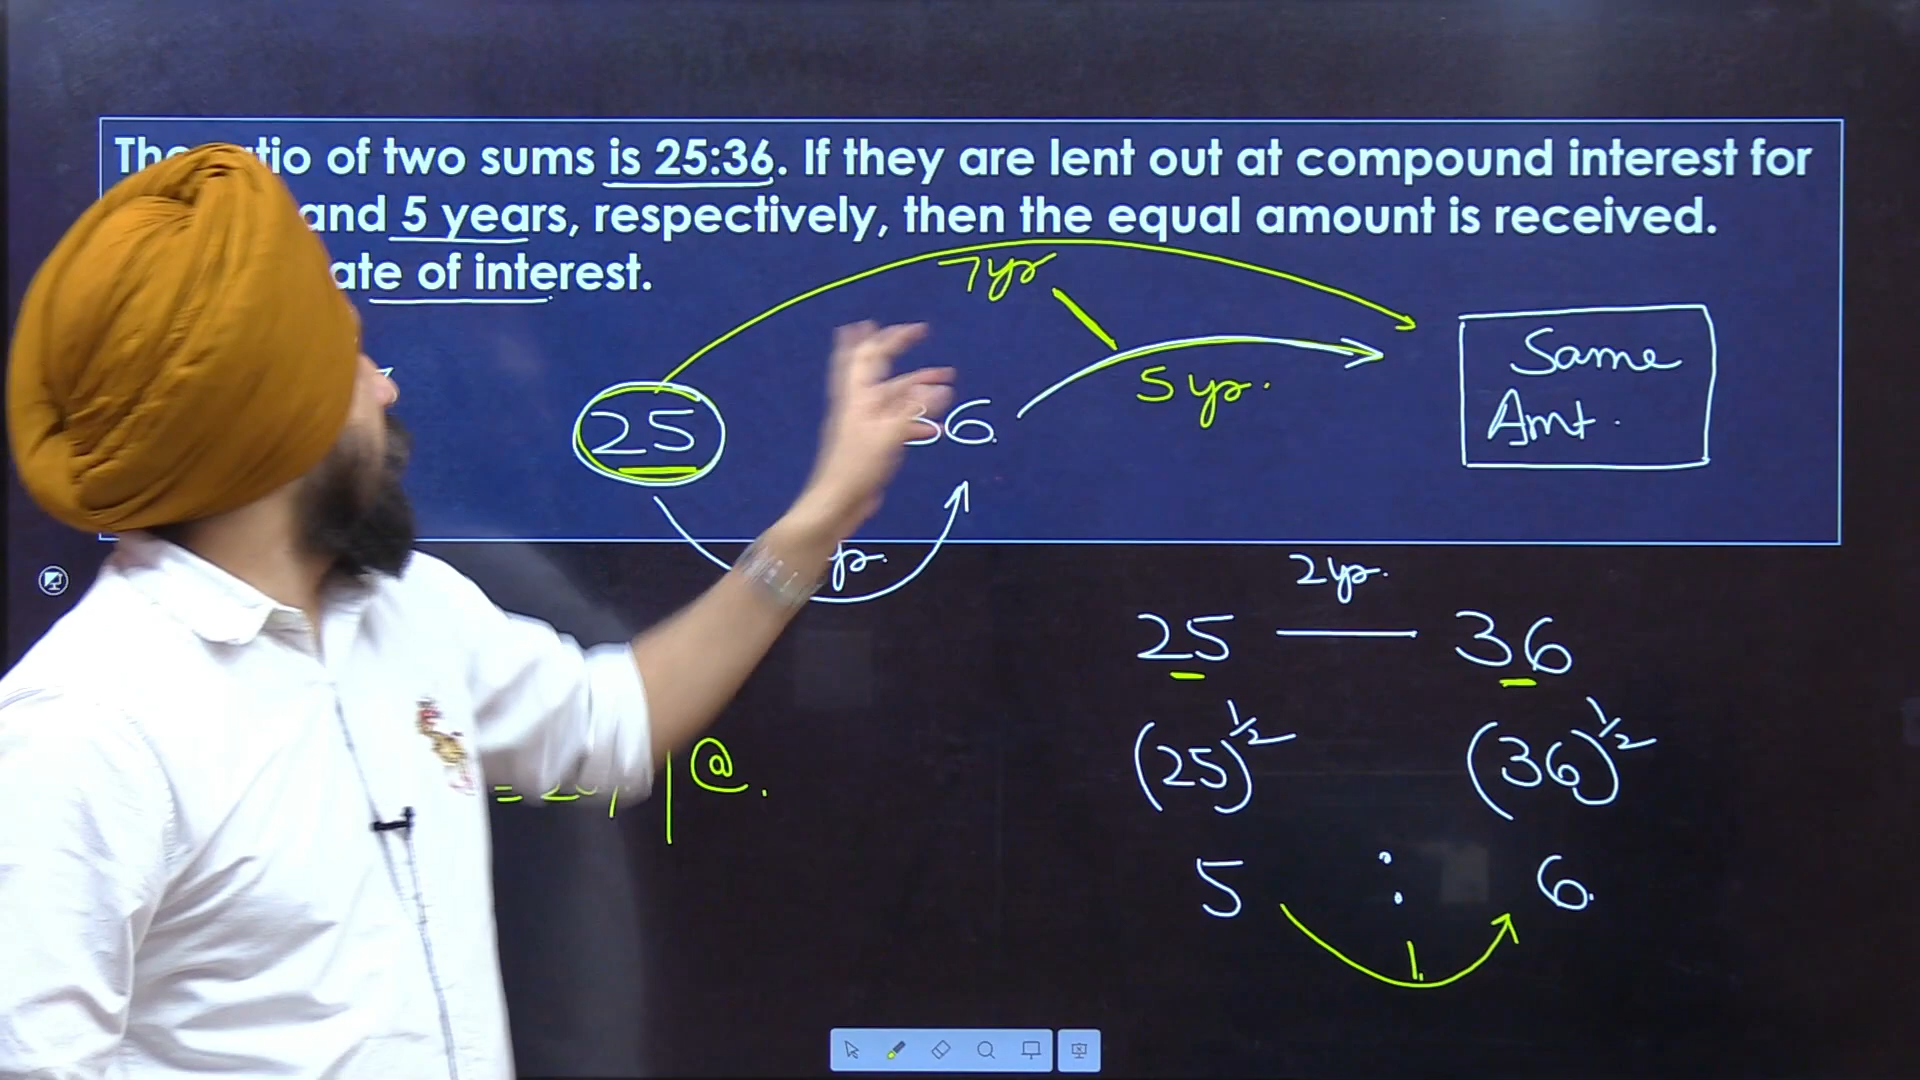 ratio of two sums is 25:36. If they are lent out at compound interest for
and 5 years, respectively, then the equal amount is received.
rate of interest.
7yr
5yr.
Same
Amt.
25
36.
yr.
2yr.
25 — 36
(25)^1/2 (36)^1/2
@.
5 : 6.
1.